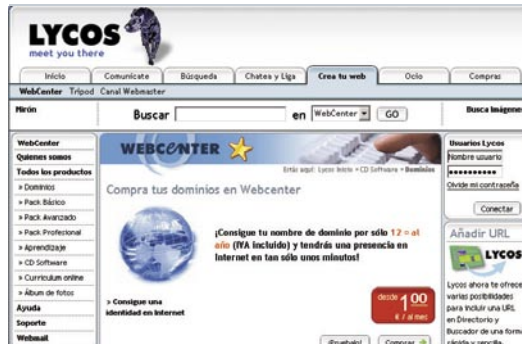 LYCOS
meet you there
Inicio Comunícate Búsqueda Chatea y Liga Crea tu web Ocio Compras
WebCenter Tripod Canal Webmaster
Mirón Buscar en WebCenter GO Busca Imágene
WebCenter
Quienes somos
Todos los productos
» Dominios
» Pack Básico
» Pack Avanzado
» Pack Profesional
» Aprendizaje
» CD Software
» Curriculum online
» Álbum de fotos
Ayuda
Soporte
Webmail
WEBCENTER
Estás aquí: Lycos Inicio » CD Software » Dominios
Compra tus dominios en Webcenter
¡Consigue tu nombre de dominio por sólo 12 ¤ al
año (IVA incluido) y tendrás una presencia en
Internet en tan sólo unos minutos!
» Consigue una
identidad en Internet
desde 1,00
€ / al mes
¡Pruébalo! Comprar
Usuarios Lycos
Nombre usuario
••••••••••
Olvide mi contraseña
Conectar
Añadir URL
LYCOS
Lycos ahora te ofrece
varias posibilidades
para incluir una URL
en Directorio y
Buscador de una forma
rápida y sencilla.